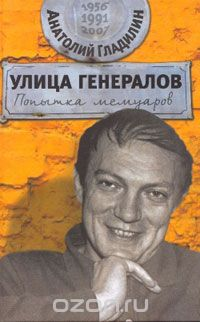 1956
1991
2007
Анатолий Гладилин
УЛИЦА ГЕНЕРАЛОВ
Попытка мемуаров
ozon.ru